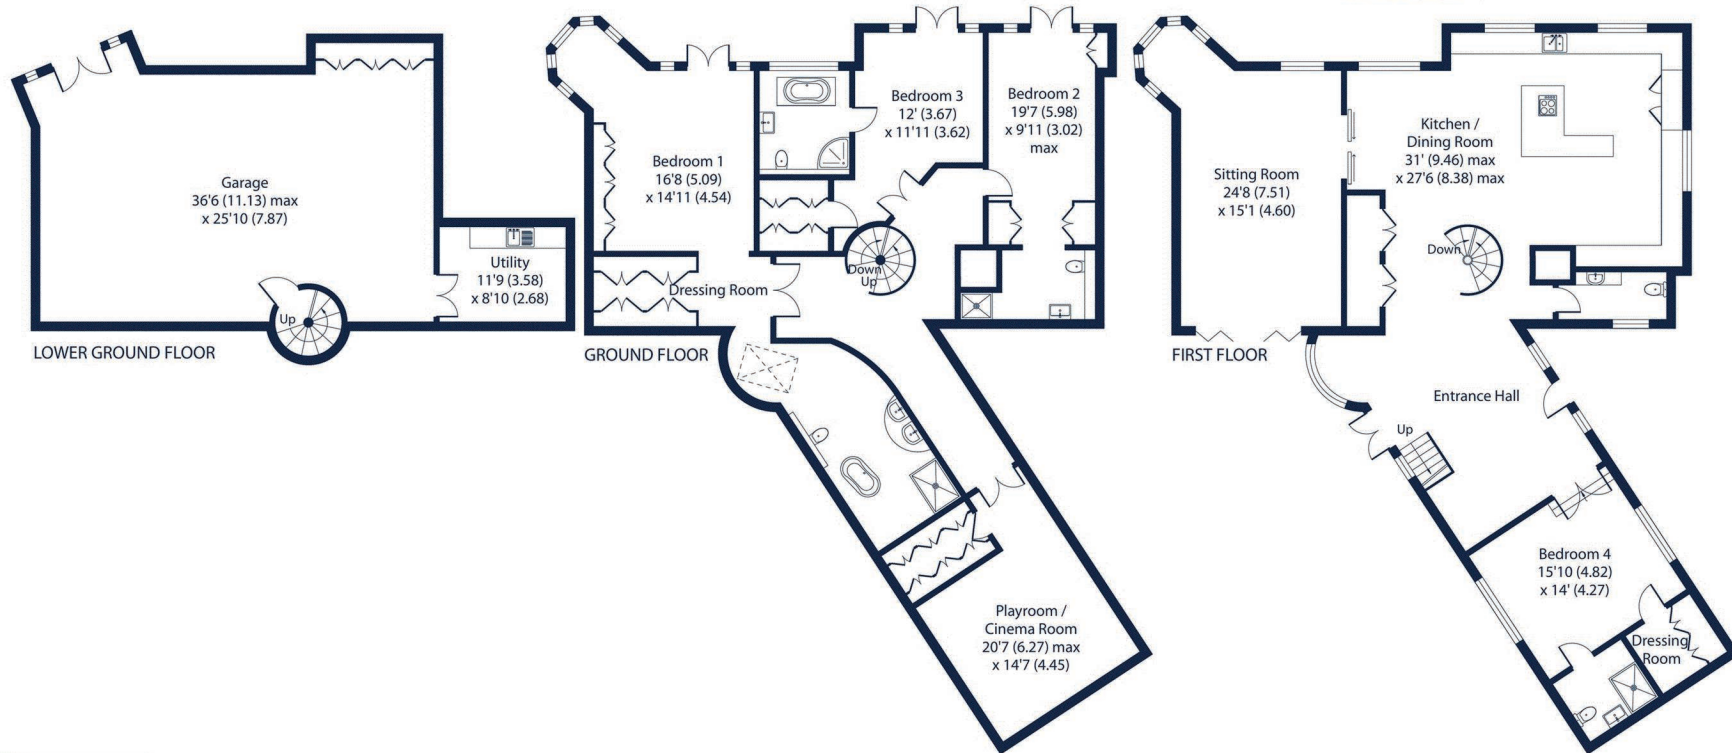 Garage
36'6 (11.13) max
x 25'10 (7.87)
Utility
11'9 (3.58)
x 8'10 (2.68)
Up
LOWER GROUND FLOOR
Bedroom 1
16'8 (5.09)
x 14'11 (4.54)
Bedroom 3
12' (3.67)
x 11'11 (3.62)
Bedroom 2
19'7 (5.98)
x 9'11 (3.02)
max
Down
Up
Dressing Room
GROUND FLOOR
Playroom /
Cinema Room
20'7 (6.27) max
x 14'7 (4.45)
Sitting Room
24'8 (7.51)
x 15'1 (4.60)
Kitchen /
Dining Room
31' (9.46) max
x 27'6 (8.38) max
Down
FIRST FLOOR
Entrance Hall
Up
Bedroom 4
15'10 (4.82)
x 14' (4.27)
Dressing
Room